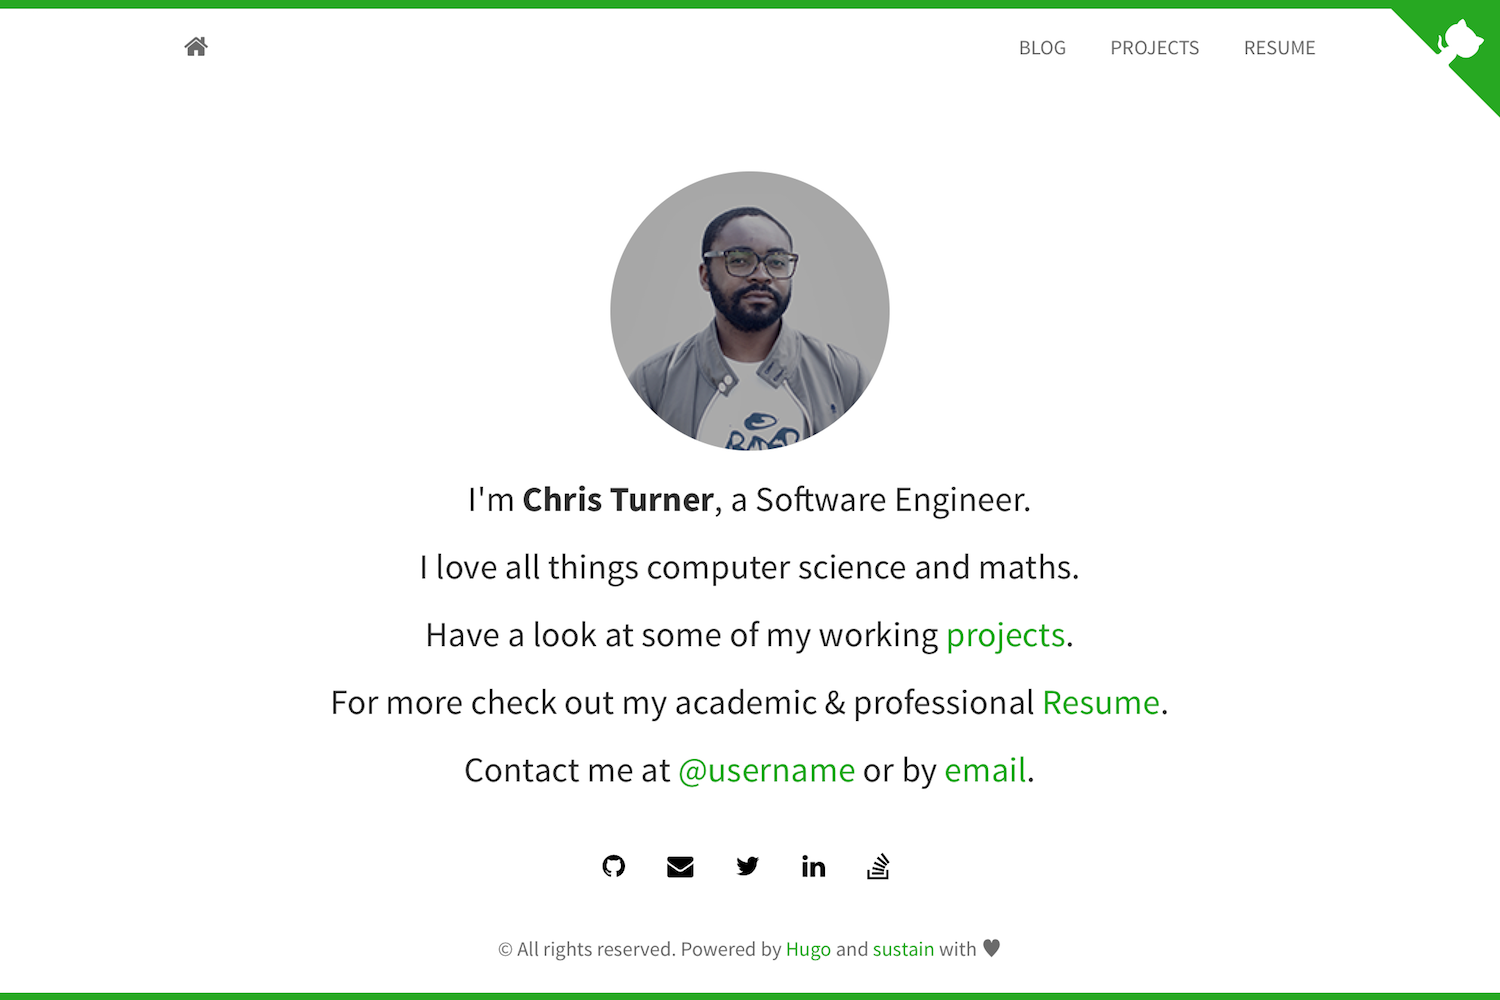 BLOG PROJECTS RESUME
I'm Chris Turner, a Software Engineer.
I love all things computer science and maths.
Have a look at some of my working projects.
For more check out my academic & professional Resume.
Contact me at @username or by email.
© All rights reserved. Powered by Hugo and sustain with ♥